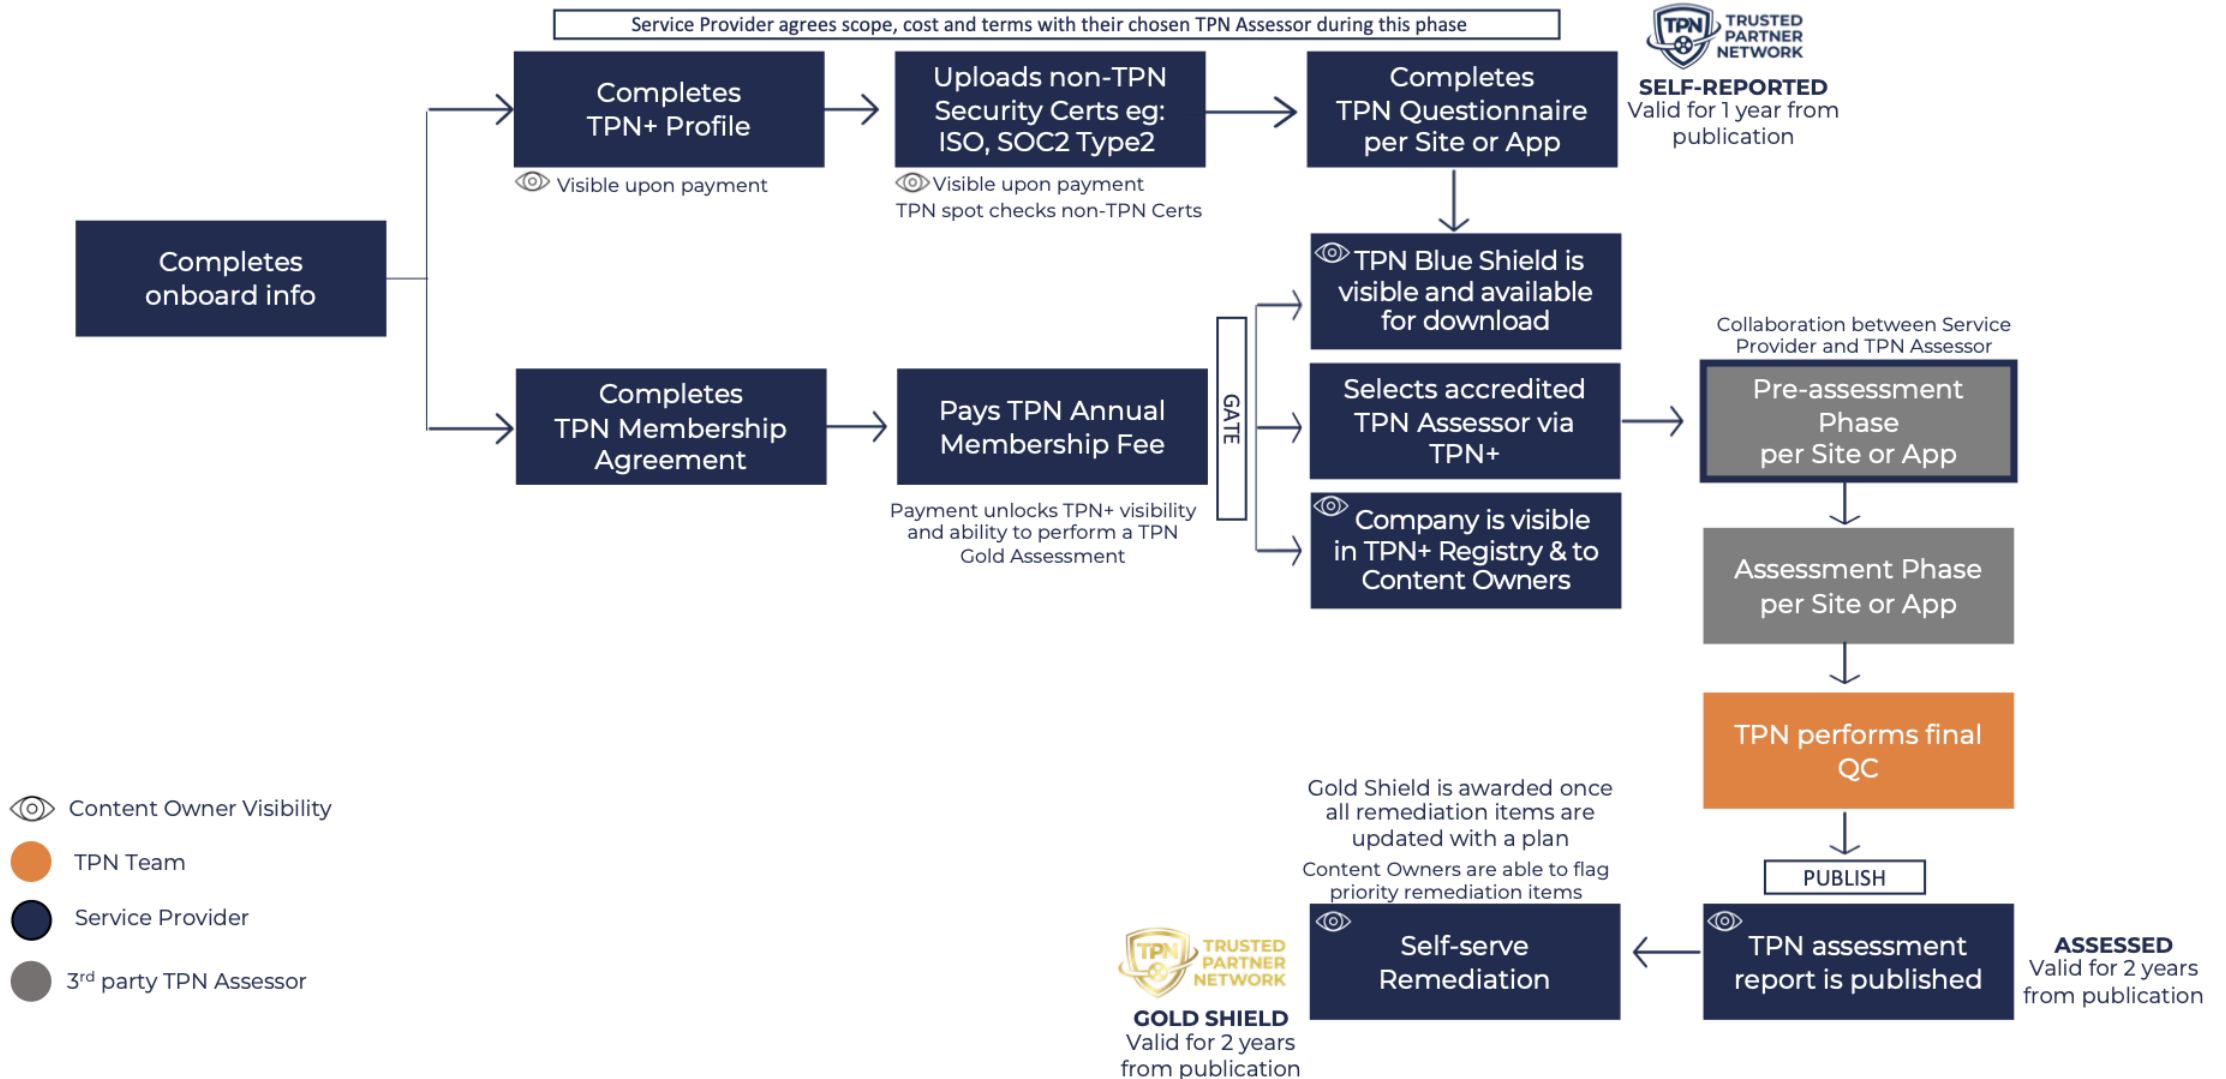 Service Provider agrees scope, cost and terms with their chosen TPN Assessor during this phase
TPN
TRUSTED
PARTNER
NETWORK
SELF-REPORTED
Valid for 1 year from
publication
Completes
TPN+ Profile
Visible upon payment
Uploads non-TPN
Security Certs eg:
ISO, SOC2 Type2
Visible upon payment
TPN spot checks non-TPN Certs
Completes
TPN Questionnaire
per Site or App
Completes
onboard info
TPN Blue Shield is
visible and available
for download
Completes
TPN Membership
Agreement
Pays TPN Annual
Membership Fee
Payment unlocks TPN+ visibility
and ability to perform a TPN
Gold Assessment
GATE
Selects accredited
TPN Assessor via
TPN+
Company is visible
in TPN+ Registry & to
Content Owners
Collaboration between Service
Provider and TPN Assessor
Pre-assessment
Phase
per Site or App
Assessment Phase
per Site or App
TPN performs final
QC
PUBLISH
TPN assessment
report is published
ASSESSED
Valid for 2 years
from publication
Gold Shield is awarded once
all remediation items are
updated with a plan
Content Owners are able to flag
priority remediation items
Self-serve
Remediation
TPN
TRUSTED
PARTNER
NETWORK
GOLD SHIELD
Valid for 2 years
from publication
Content Owner Visibility
TPN Team
Service Provider
3rd party TPN Assessor